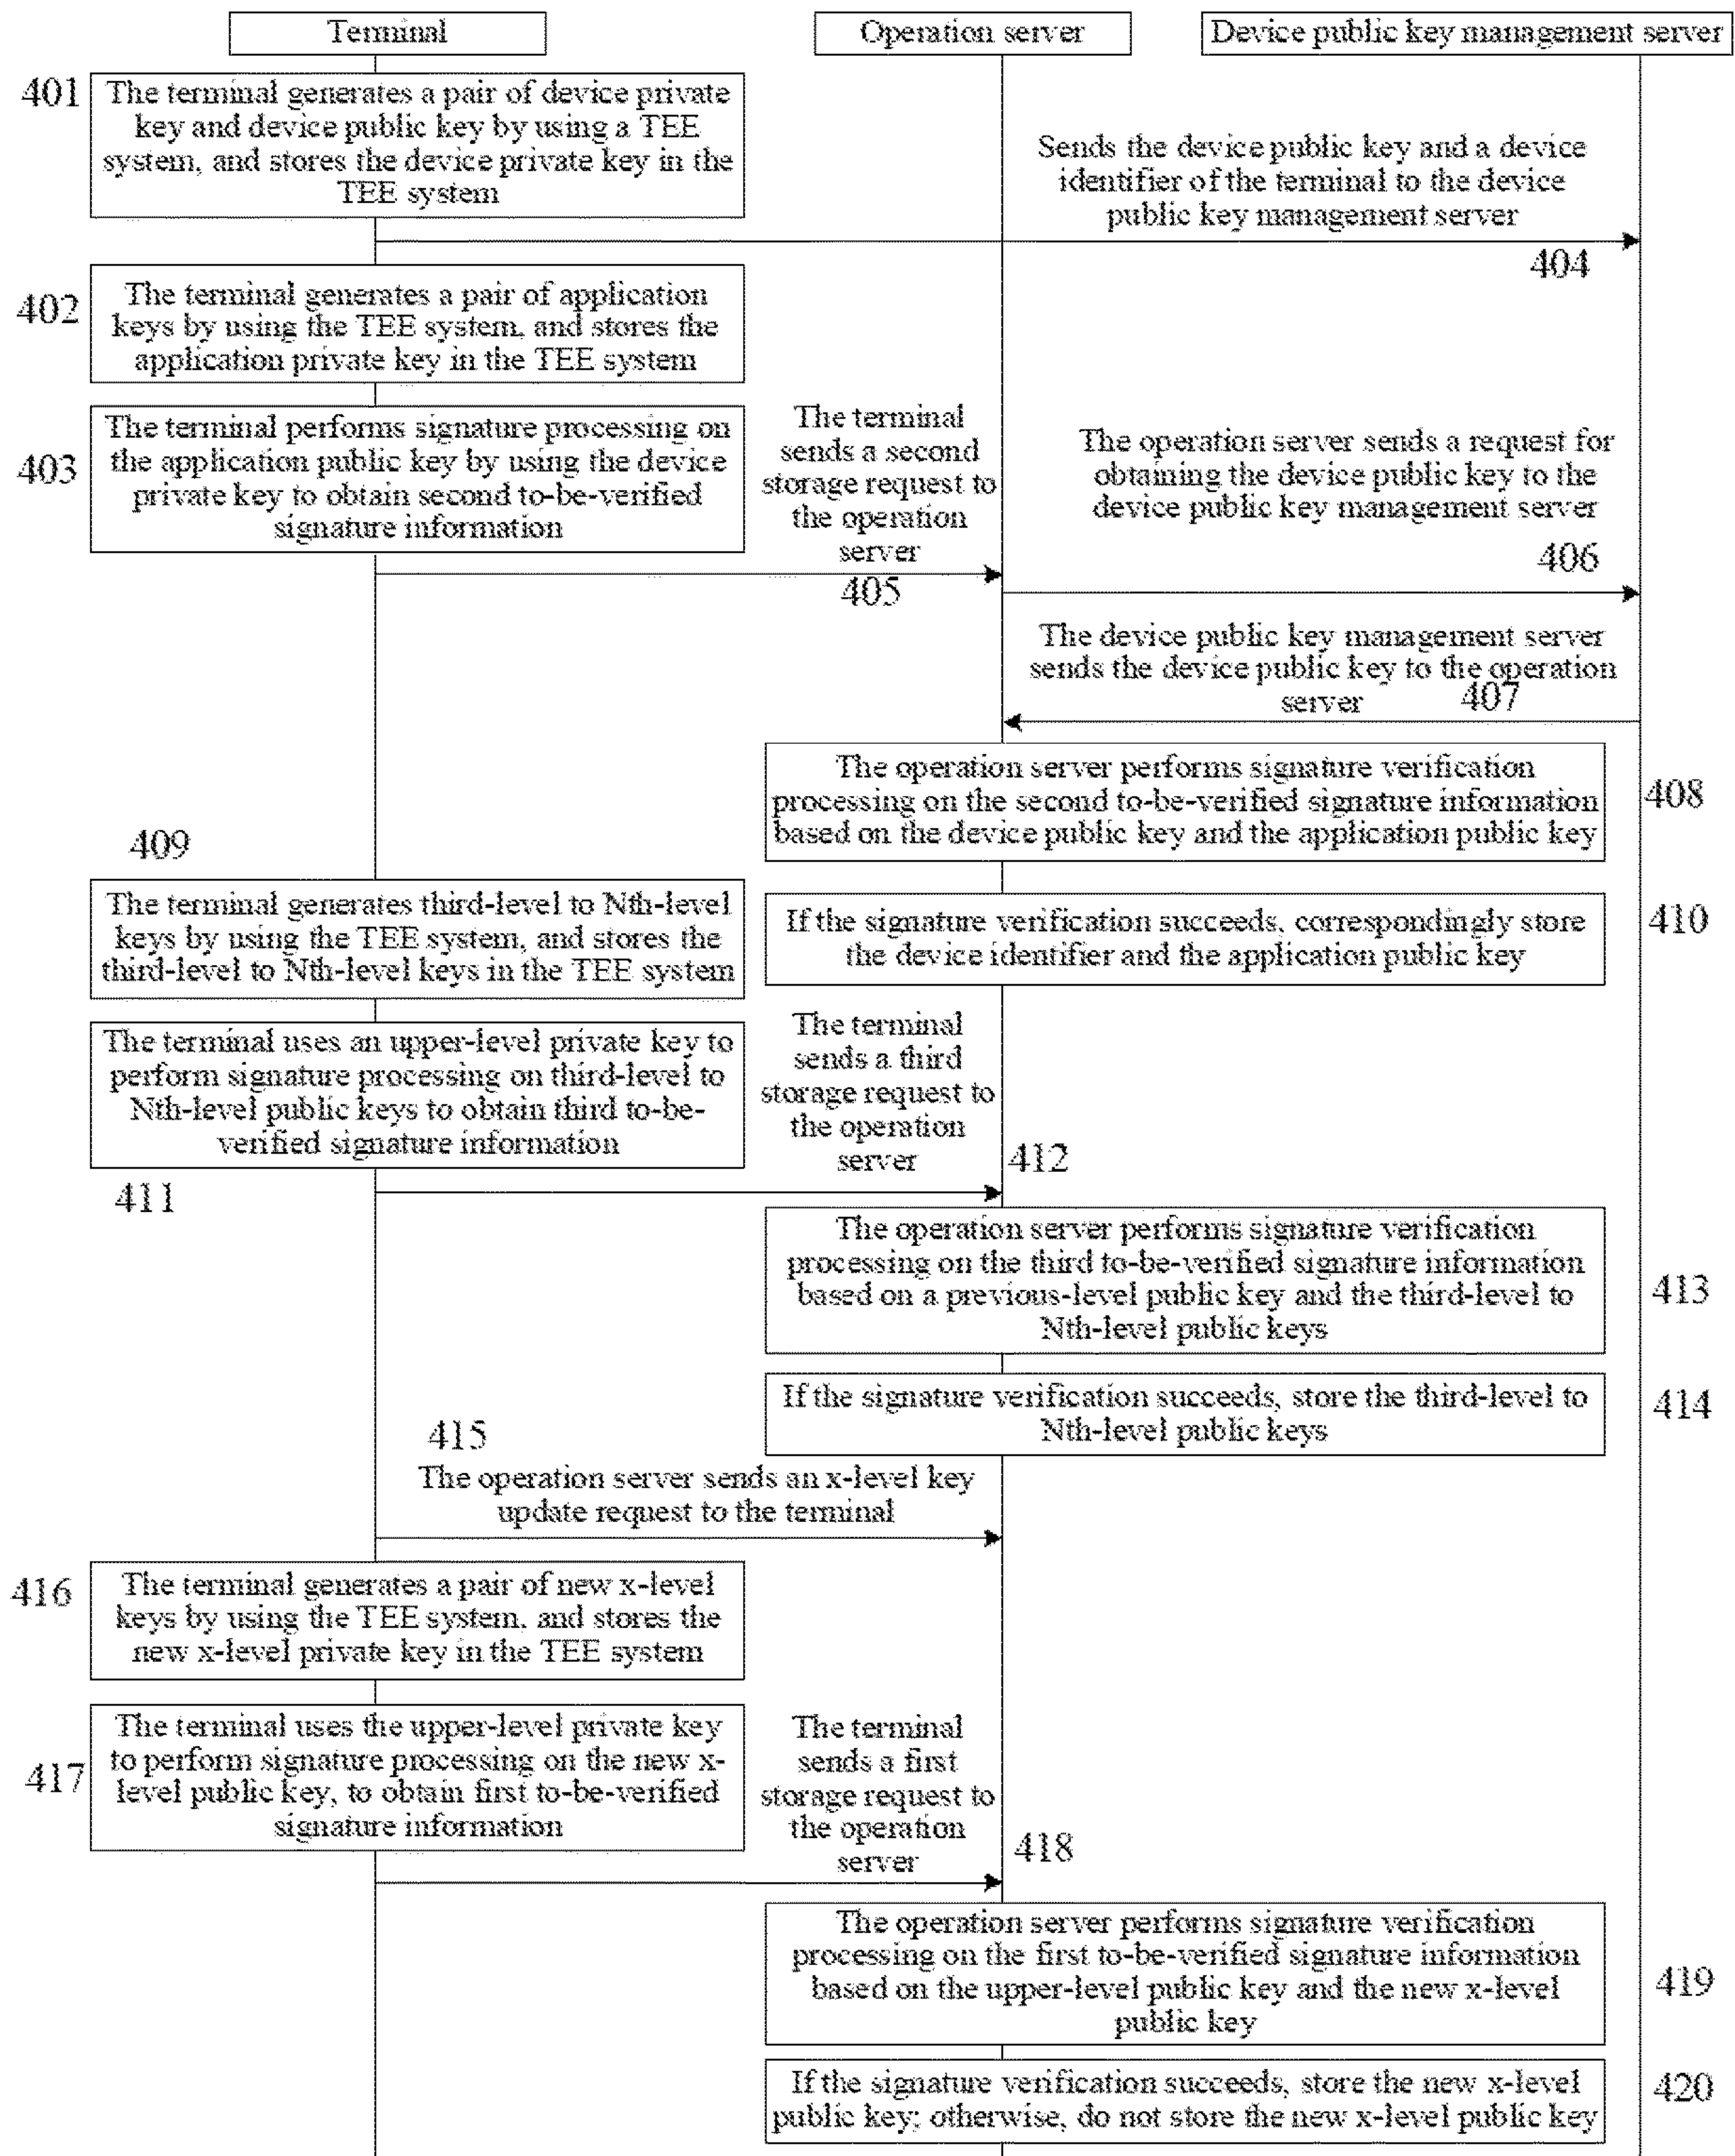 Terminal
Operation server
Device public key management server
401
The terminal generates a pair of device private
key and device public key by using a TEE
system, and stores the device private key in the
TEE system
Sends the device public key and a device
identifier of the terminal to the device
public key management server
404
402
The terminal generates a pair of application
keys by using the TEE system, and stores the
application private key in the TEE system
403
The terminal performs signature processing on
the application public key by using the device
private key to obtain second to-be-verified
signature information
The terminal
sends a second
storage request to
the operation
server
405
The operation server sends a request for
obtaining the device public key to the
device public key management server
406
The device public key management server
sends the device public key to the operation
server
407
The operation server performs signature verification
processing on the second to-be-verified signature information
based on the device public key and the application public key
408
409
The terminal generates third-level to Nth-level
keys by using the TEE system, and stores the
third-level to Nth-level keys in the TEE system
If the signature verification succeeds, correspondingly store
the device identifier and the application public key
410
The terminal uses an upper-level private key to
perform signature processing on third-level to
Nth-level public keys to obtain third to-be-
verified signature information
411
The terminal
sends a third
storage request to
the operation
server
412
The operation server performs signature verification
processing on the third to-be-verified signature information
based on a previous-level public key and the third-level to
Nth-level public keys
413
If the signature verification succeeds, store the third-level to
Nth-level public keys
414
415
The operation server sends an x-level key
update request to the terminal
416
The terminal generates a pair of new x-level
keys by using the TEE system, and stores the
new x-level private key in the TEE system
417
The terminal uses the upper-level private key
to perform signature processing on the new x-
level public key, to obtain first to-be-verified
signature information
The terminal
sends a first
storage request to
the operation
server
418
The operation server performs signature verification
processing on the first to-be-verified signature information
based on the upper-level public key and the new x-level
public key
419
If the signature verification succeeds, store the new x-level
public key; otherwise, do not store the new x-level public key
420